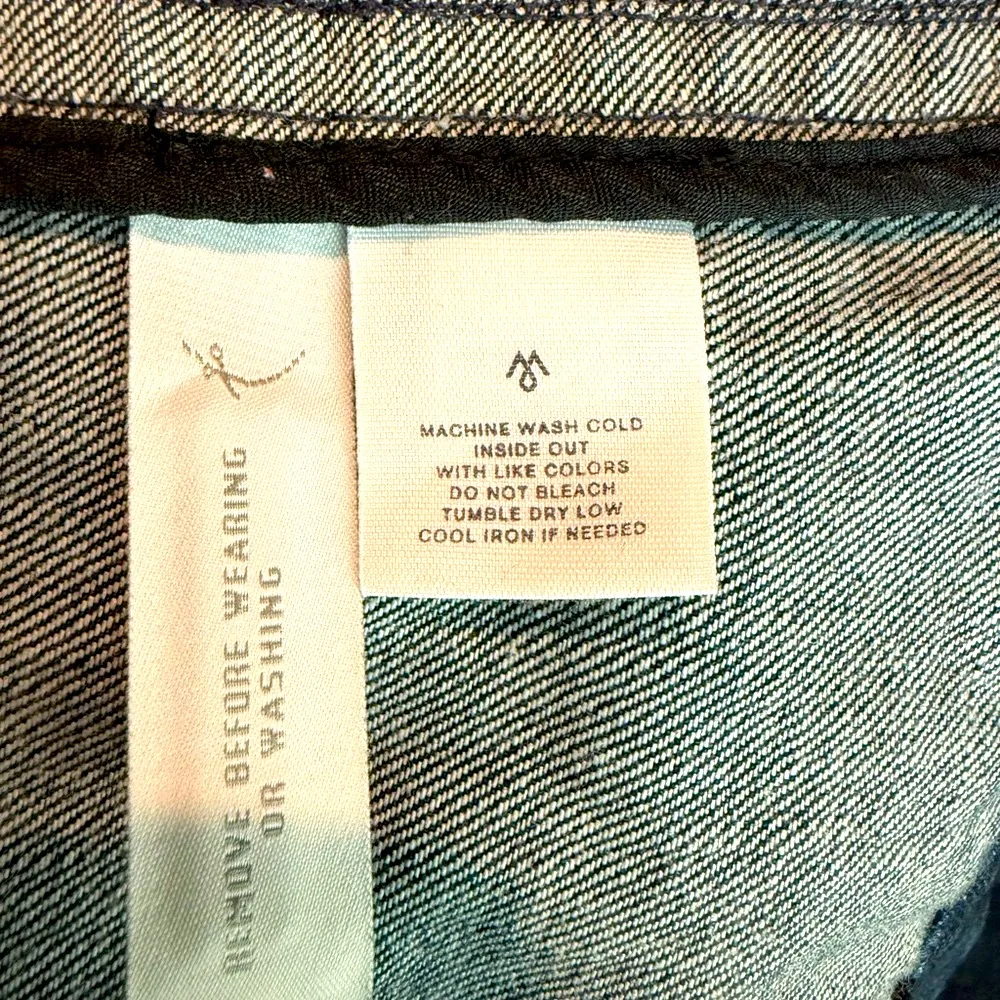 REMOVE BEFORE WEARING
OR WASHING
MACHINE WASH COLD
INSIDE OUT
WITH LIKE COLORS
DO NOT BLEACH
TUMBLE DRY LOW
COOL IRON IF NEEDED